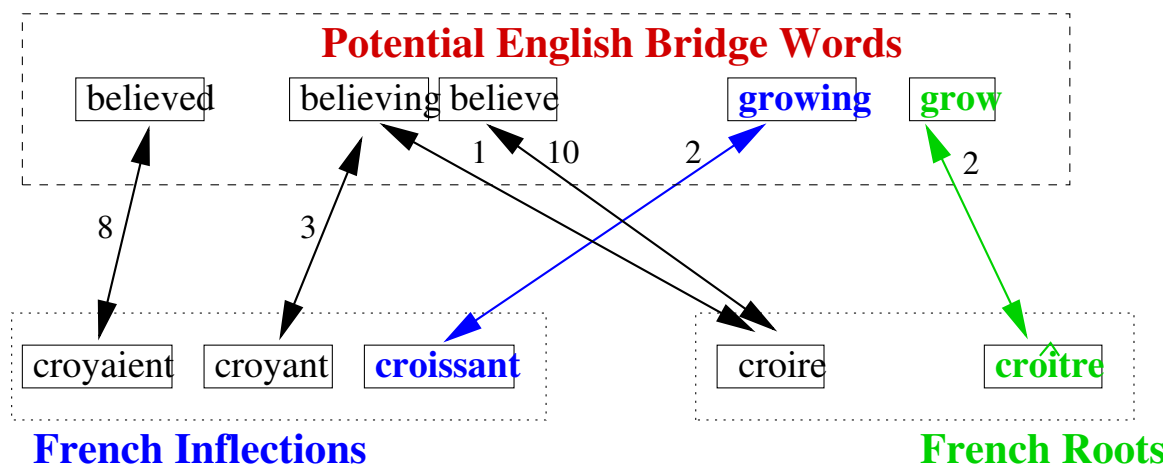 Potential English Bridge Words
believed believing believe growing grow
1 10 2 2
8 3
croyaient croyant croissant croire croître
French Inflections French Roots